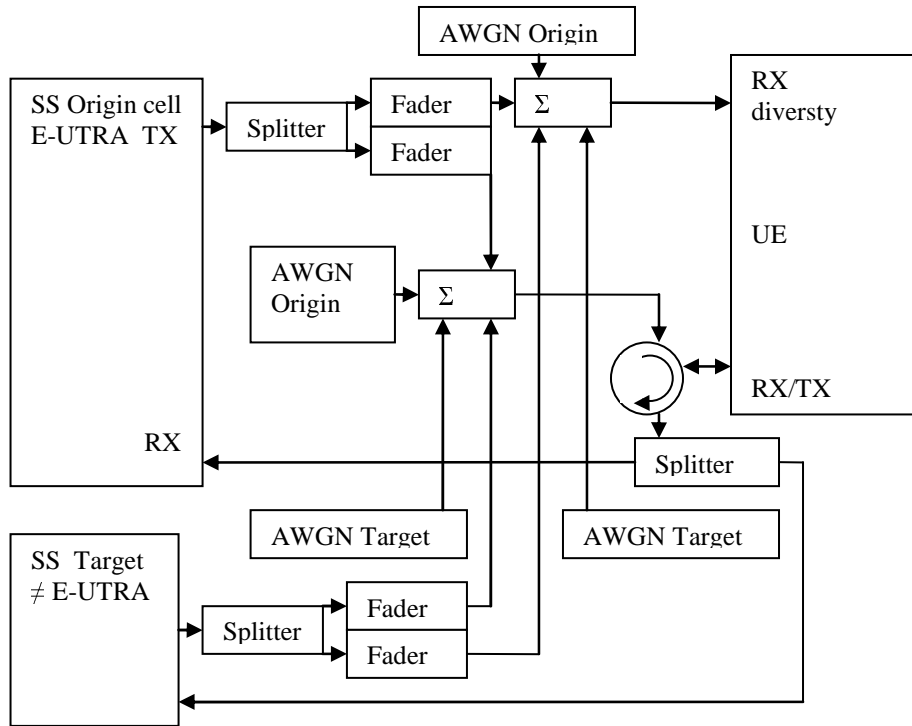 AWGN Origin
SS Origin cell
E-UTRA TX
Splitter
Fader
Fader
Σ
RX
diversty
UE
AWGN
Origin
Σ
RX/TX
RX
Splitter
AWGN Target
AWGN Target
SS Target
≠ E-UTRA
Splitter
Fader
Fader